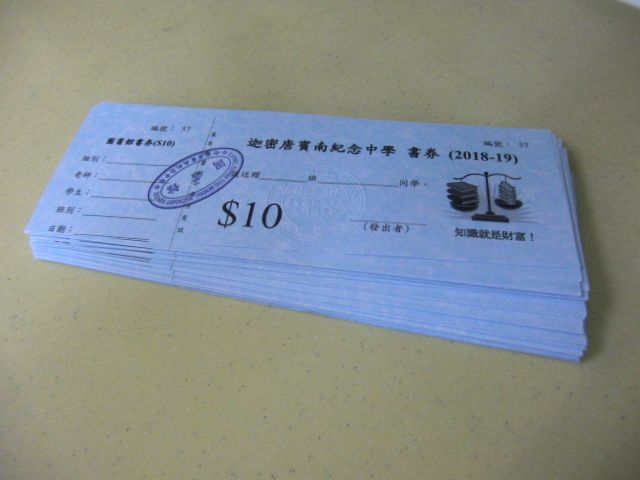 編號： 57
圖書館書券($10)
組別：
老師：
學生：
班別：
日期：
編號： 57
迦密唐賓南紀念中學 書券 (2018-19)
送贈 班 同學。
$10
(發出者)
知識就是財富！